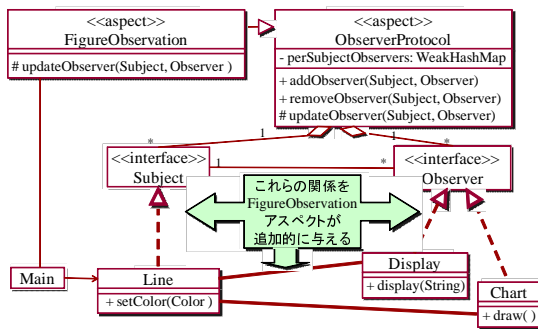 <<aspect>>
FigureObservation
# updateObserver(Subject, Observer )
<<aspect>>
ObserverProtocol
- perSubjectObservers: WeakHashMap
+ addObserver(Subject, Observer)
+ removeObserver(Subject, Observer)
# updateObserver(Subject, Observer)
1
1
*
*
<<interface>>
Subject
1
*
<<interface>>
Observer
これらの関係を
FigureObservation
アスペクトが
追加的に与える
Main
Line
+ setColor(Color )
Display
+ display(String)
Chart
+ draw( )